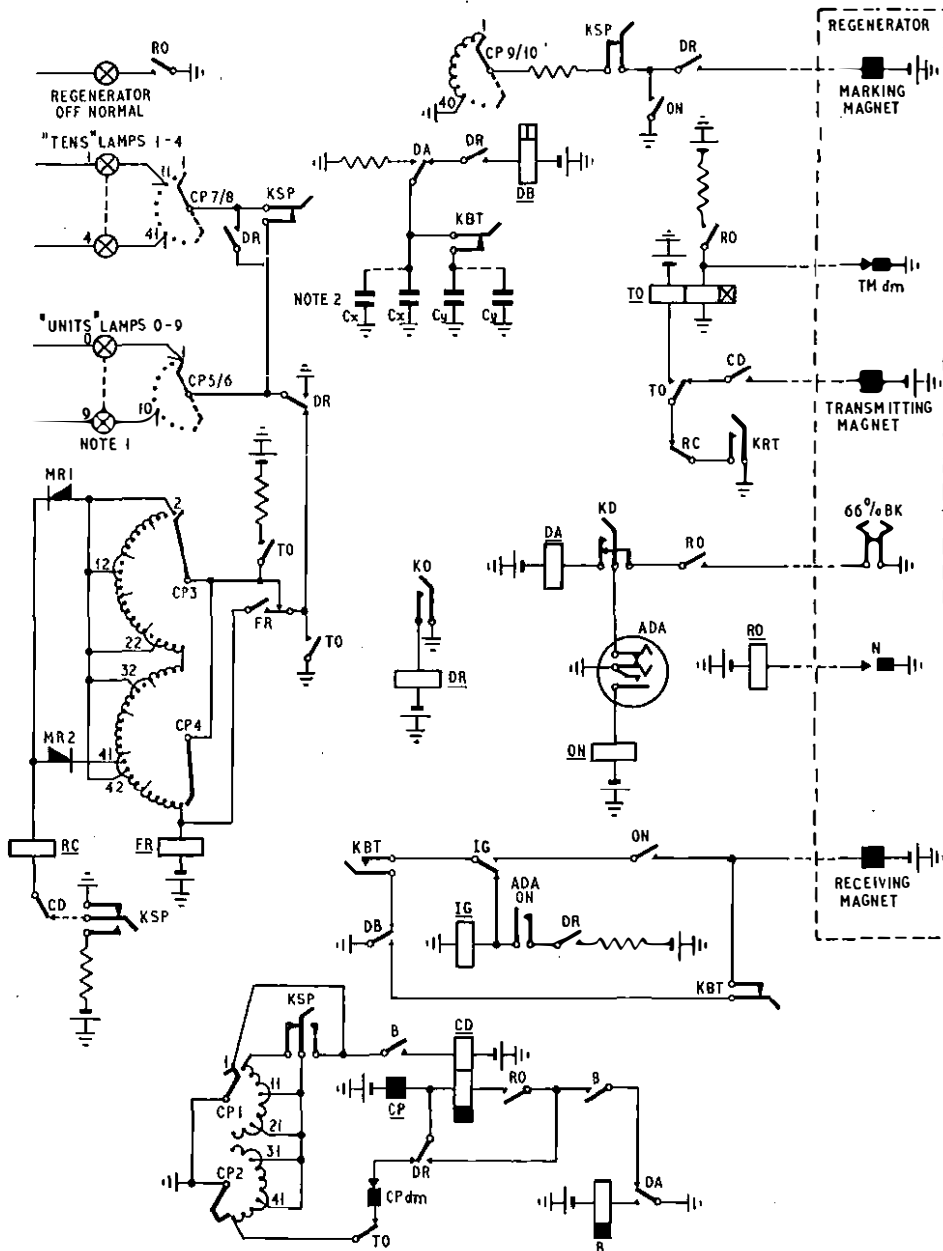 RO
REGENERATOR
OFF NORMAL
"TENS" LAMPS 1-4
1
11
1
CP7/8
KSP
DR
4
41
"UNITS" LAMPS 0-9
0
1
CP5/6
DR
9
10
NOTE 1
MR1
2
12
CP3
TO
22
FR
TO
32
CP4
MR2
41
42
RC
FR
CD
KSP
1
CP9/10
40
KSP
DR
ON
REGENERATOR
MARKING
MAGNET
DA
DR
DB
KBT
NOTE 2
Cx
Cx
Cy
Cy
RO
TO
TM dm
TO
CD
TRANSMITTING
MAGNET
RC
KRT
KO
DR
DA
KD
RO
66% BK
ADA
RO
N
ON
KBT
IG
ON
RECEIVING
MAGNET
ADA
ON
DB
IG
DR
KBT
KSP
1
B
CD
11
CP1
21
CP
RO
B
31
CP2
41
DR
CP dm
DA
TO
B